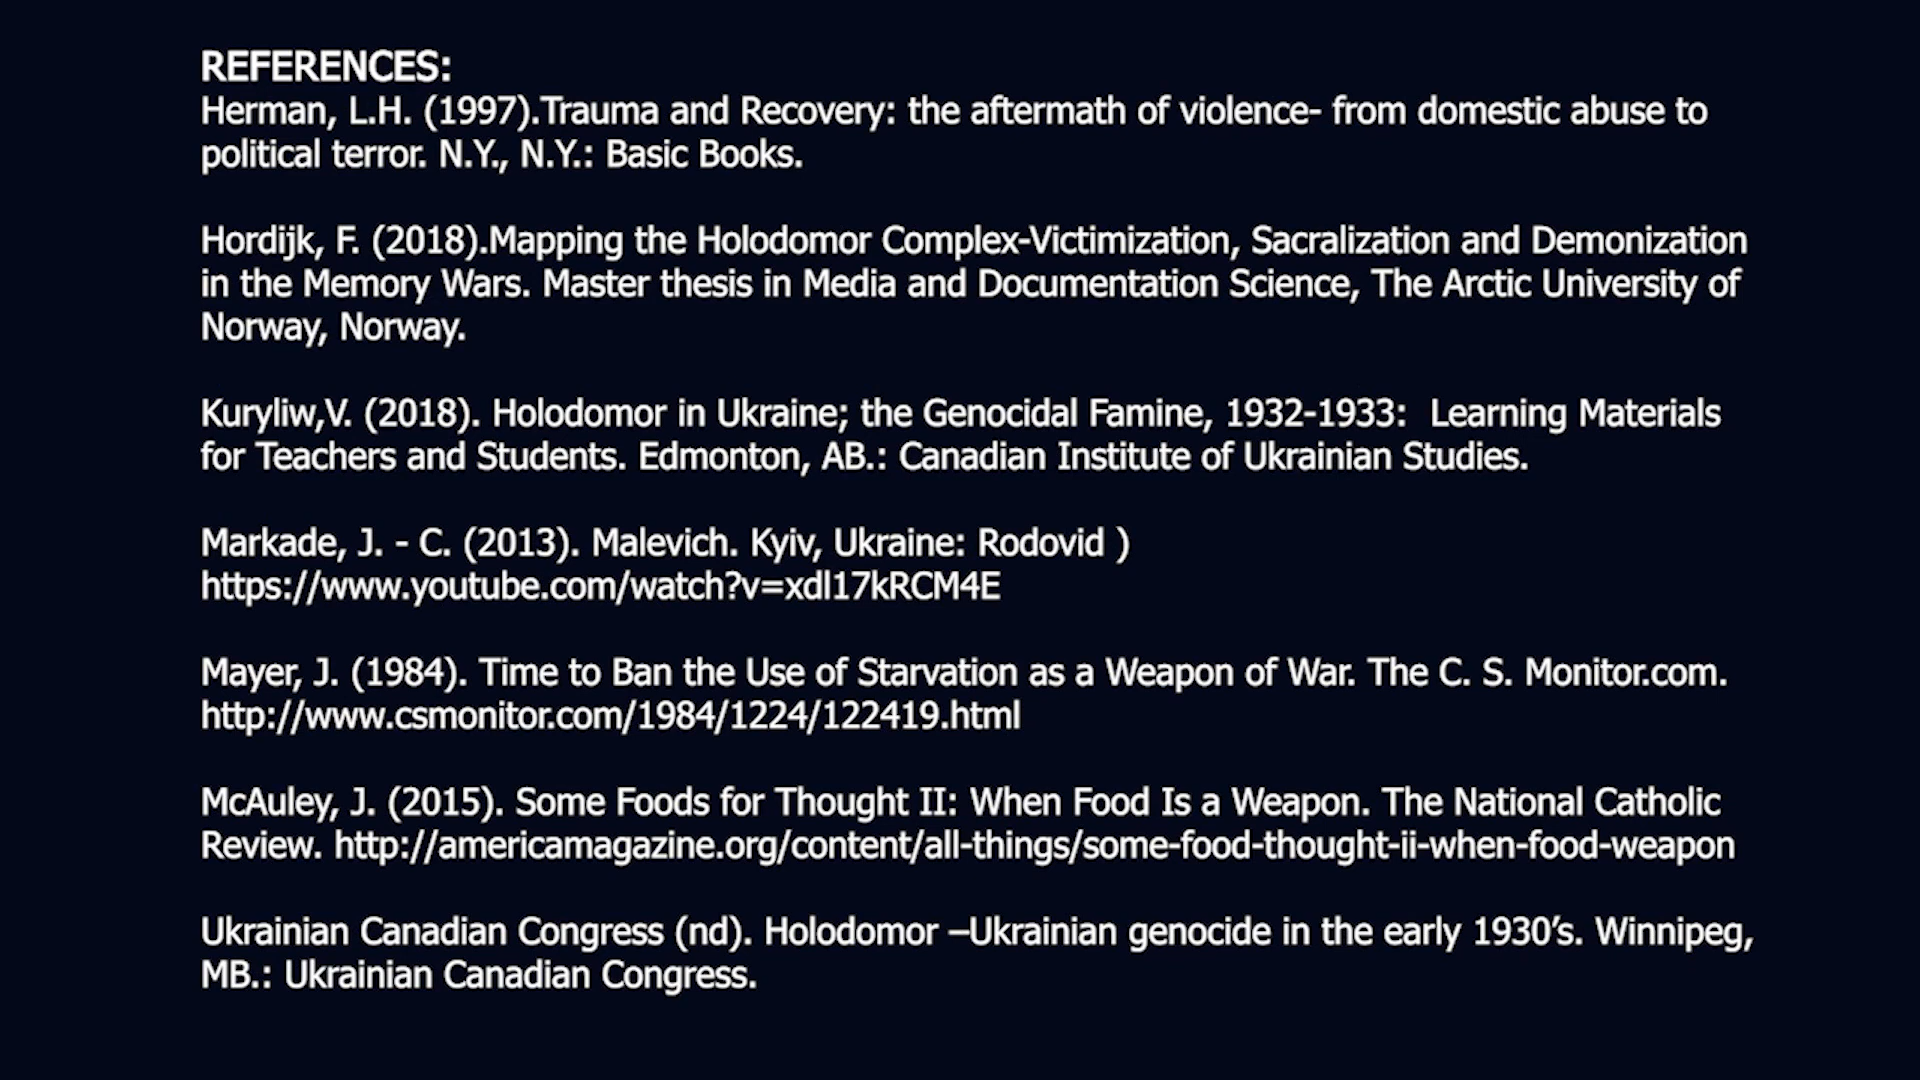 REFERENCES:
Herman, L.H. (1997).Trauma and Recovery: the aftermath of violence- from domestic abuse to
political terror. N.Y., N.Y.: Basic Books.
Hordijk, F. (2018).Mapping the Holodomor Complex-Victimization, Sacralization and Demonization
in the Memory Wars. Master thesis in Media and Documentation Science, The Arctic University of
Norway, Norway.
Kuryliw,V. (2018). Holodomor in Ukraine; the Genocidal Famine, 1932-1933:  Learning Materials
for Teachers and Students. Edmonton, AB.: Canadian Institute of Ukrainian Studies.
Markade, J. - C. (2013). Malevich. Kyiv, Ukraine: Rodovid )
https://www.youtube.com/watch?v=xdl17kRCM4E
Mayer, J. (1984). Time to Ban the Use of Starvation as a Weapon of War. The C. S. Monitor.com.
http://www.csmonitor.com/1984/1224/122419.html
McAuley, J. (2015). Some Foods for Thought II: When Food Is a Weapon. The National Catholic
Review. http://americamagazine.org/content/all-things/some-food-thought-ii-when-food-weapon
Ukrainian Canadian Congress (nd). Holodomor –Ukrainian genocide in the early 1930’s. Winnipeg,
MB.: Ukrainian Canadian Congress.